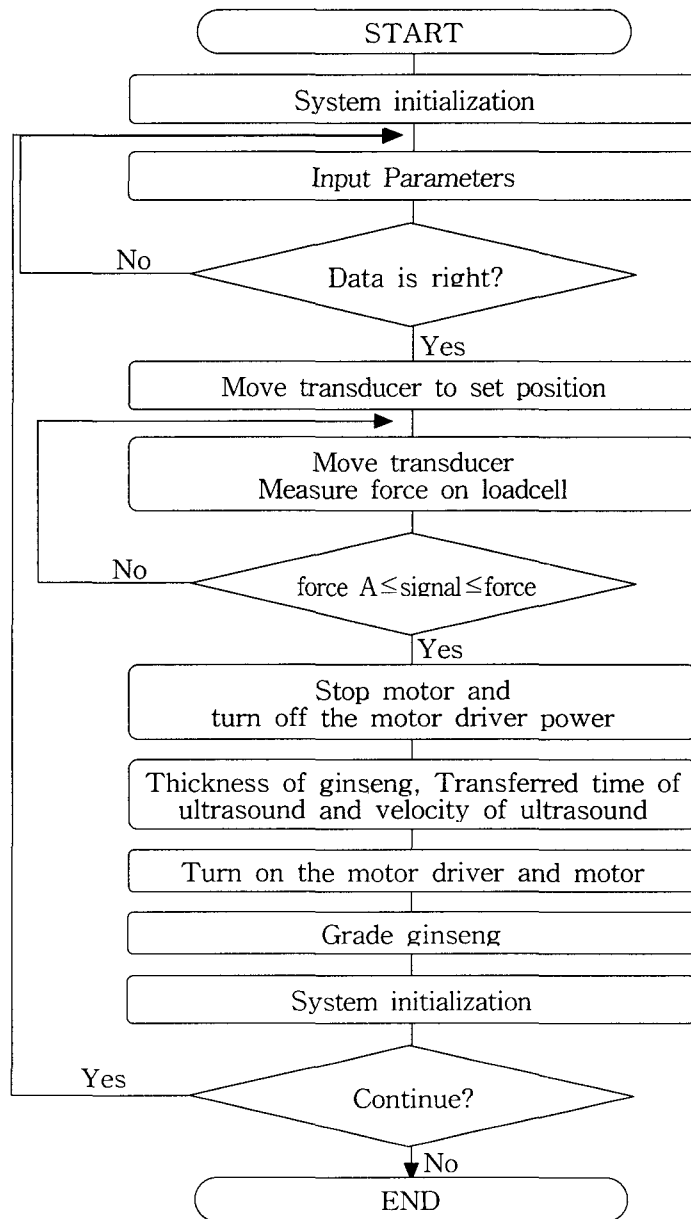 START
System initialization
Input Parameters
No
Data is right?
Yes
Move transducer to set position
Move transducer
Measure force on loadcell
No
force A≤signal≤force
Yes
Stop motor and
turn off the motor driver power
Thickness of ginseng, Transferred time of
ultrasound and velocity of ultrasound
Turn on the motor driver and motor
Grade ginseng
System initialization
Yes
Continue?
No
END